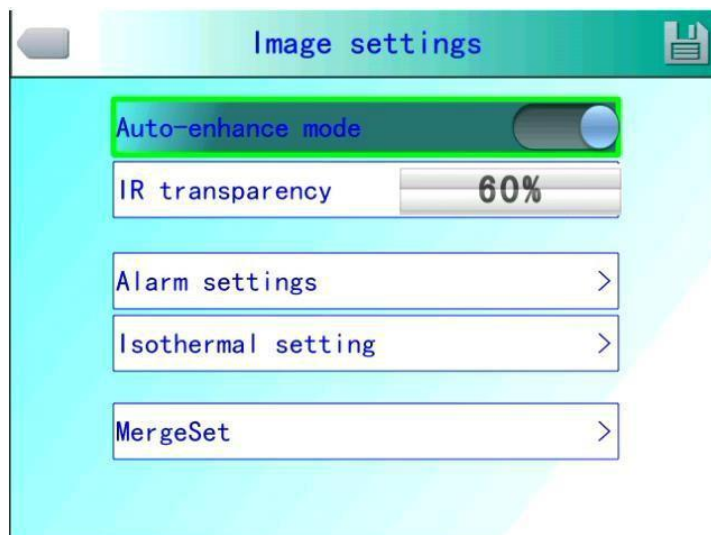 Image settings
Auto-enhance mode
IR transparency 60%
Alarm settings >
Isothermal setting >
MergeSet >